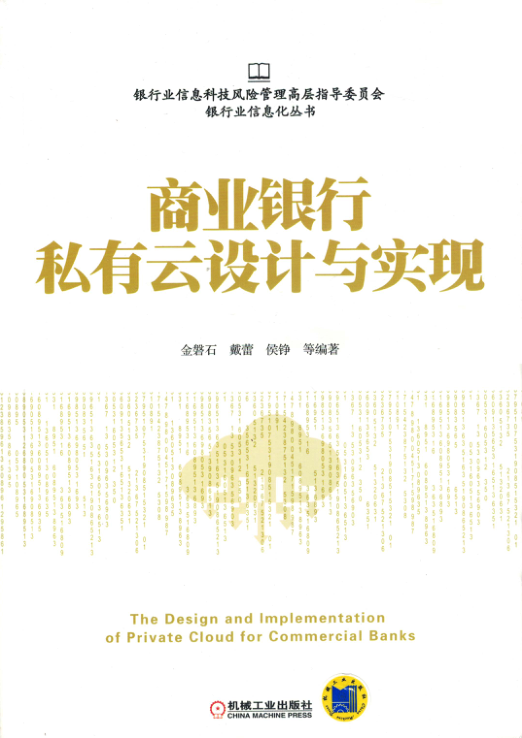 银行业信息科技风险管理高层指导委员会
银行业信息化丛书
商业银行
私有云设计与实现
金磐石 戴蕾 侯铮 等编著
The Design and Implementation
of Private Cloud for Commercial Banks
机械工业出版社
CHINA MACHINE PRESS